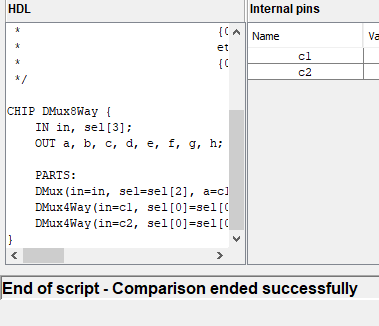 HDL
Internal pins
* {0
* et
* {0
*/
Name Va
CHIP DMux8Way {
IN in, sel[3];
OUT a, b, c, d, e, f, g, h;
PARTS:
DMux(in=in, sel=sel[2], a=c1
DMux4Way(in=c1, sel[0]=sel[0
DMux4Way(in=c2, sel[0]=sel[0
}
c1
c2
End of script - Comparison ended successfully